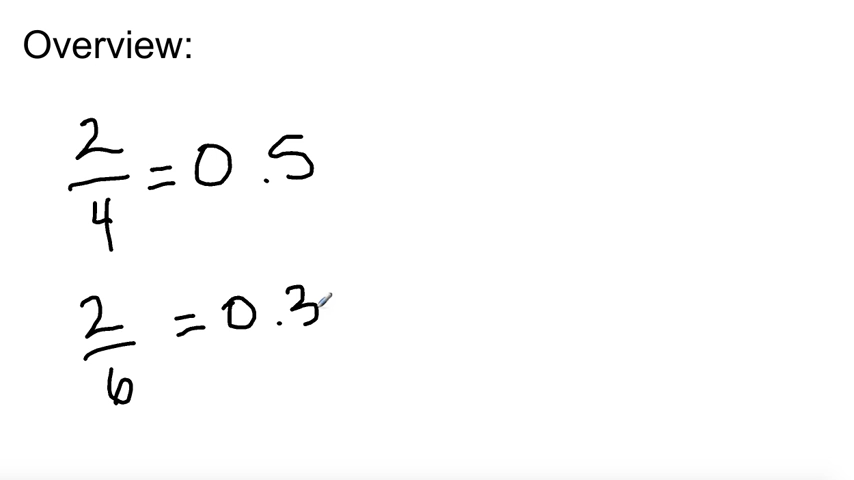 Overview:
2/4 = 0.5
2/6 = 0.3